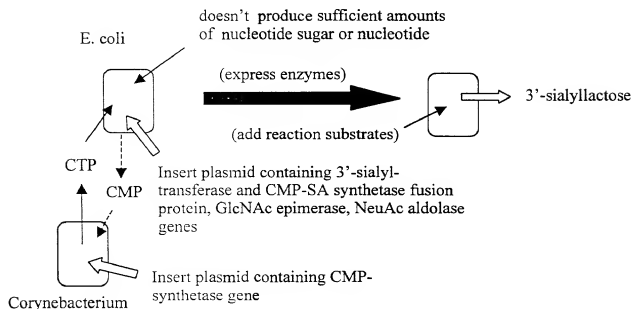 doesn't produce sufficient amounts
of nucleotide sugar or nucleotide
E. coli
(express enzymes)
3'-sialyllactose
(add reaction substrates)
CTP
CMP
Insert plasmid containing 3'-sialyl-
transferase and CMP-SA synthetase fusion
protein, GlcNAc epimerase, NeuAc aldolase
genes
Insert plasmid containing CMP-
synthetase gene
Corynebacterium